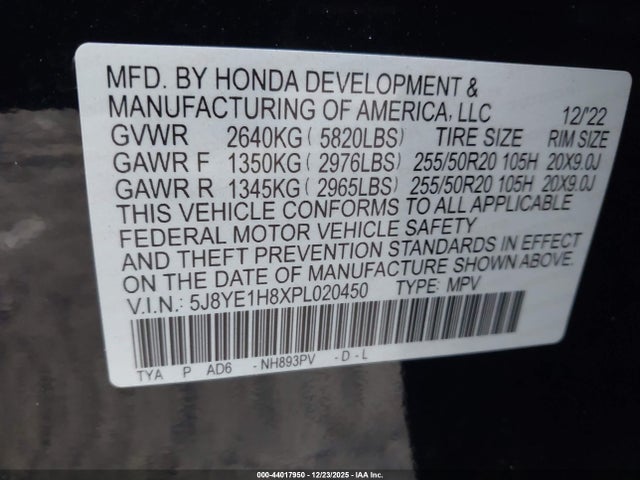 MFD. BY HONDA DEVELOPMENT &
MANUFACTURING OF AMERICA, LLC 12/'22
GVWR 2640KG ( 5820LBS) TIRE SIZE RIM SIZE
GAWR F 1350KG ( 2976LBS) 255/50R20 105H 20X9.0J
GAWR R 1345KG ( 2965LBS) 255/50R20 105H 20X9.0J
THIS VEHICLE CONFORMS TO ALL APPLICABLE
FEDERAL MOTOR VEHICLE SAFETY
AND THEFT PREVENTION STANDARDS IN EFFECT
ON THE DATE OF MANUFACTURE SHOWN ABOVE.
V.I.N.: 5J8YE1H8XPL020450 TYPE: MPV
TYA P AD6 - NH893PV - D - L
000-44017950 - 12/23/2025 - IAA Inc.